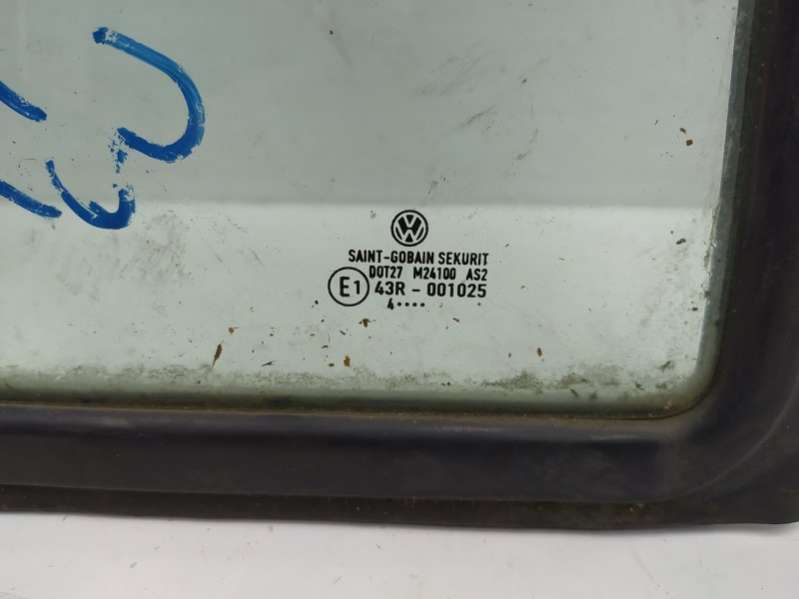 SAINT-GOBAIN SEKURIT
DOT27 M24100 AS2
E1 43R - 001025
4····